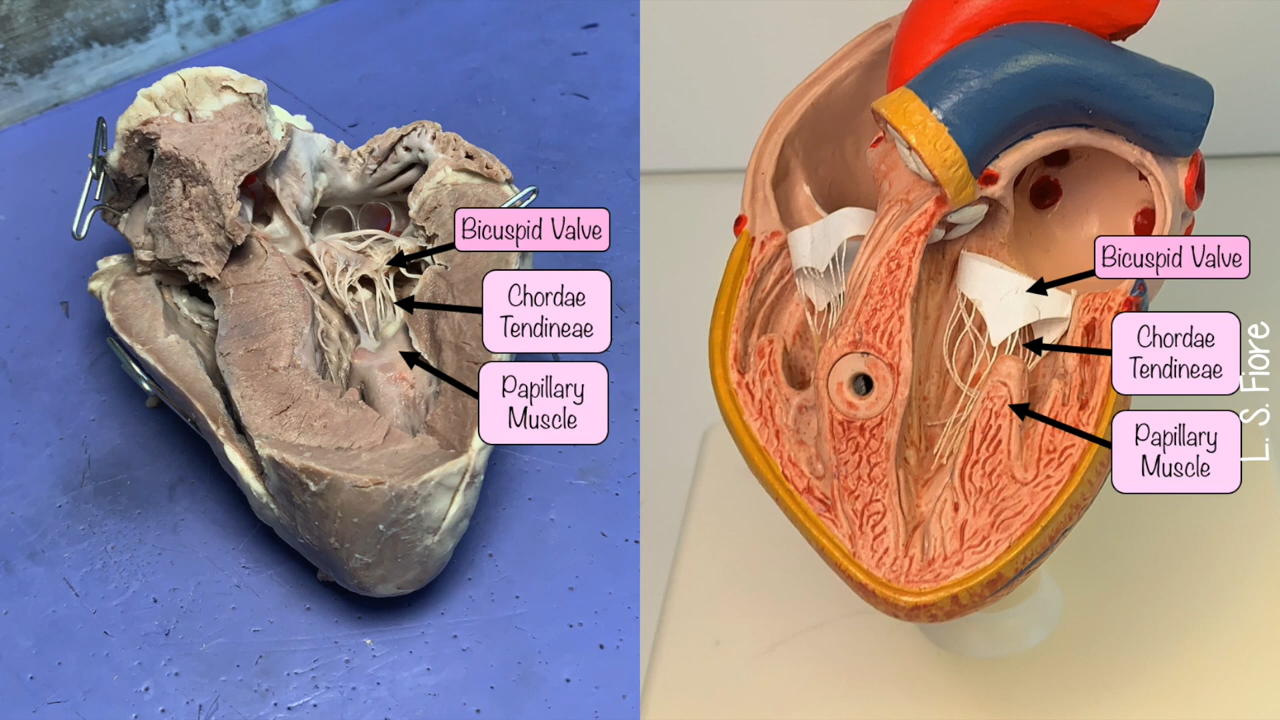 Bicuspid Valve
Chordae
Tendineae
Papillary
Muscle
Bicuspid Valve
Chordae
Tendineae
Papillary
Muscle
L. S. Fiore